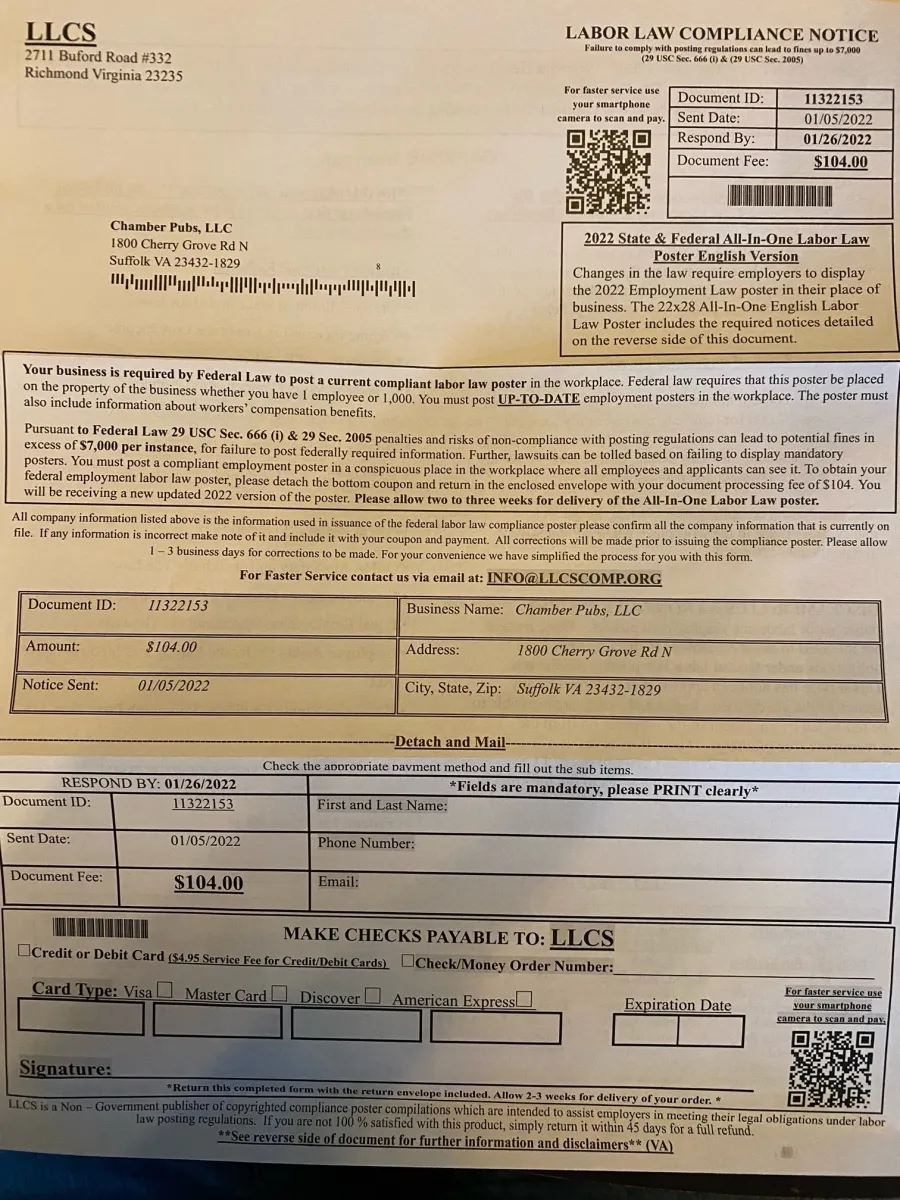 LLCS
2711 Buford Road #332
Richmond Virginia 23235
LABOR LAW COMPLIANCE NOTICE
Failure to comply with posting regulations can lead to fines up to $7,000
(29 USC Sec. 666 (i) & (29 USC Sec. 2005)
For faster service use
your smartphone
camera to scan and pay.
Document ID: 11322153
Sent Date: 01/05/2022
Respond By: 01/26/2022
Document Fee: $104.00
Chamber Pubs, LLC
1800 Cherry Grove Rd N
Suffolk VA 23432-1829
8
2022 State & Federal All-In-One Labor Law
Poster English Version
Changes in the law require employers to display
the 2022 Employment Law poster in their place of
business. The 22x28 All-In-One English Labor
Law Poster includes the required notices detailed
on the reverse side of this document.
Your business is required by Federal Law to post a current compliant labor law poster in the workplace. Federal law requires that this poster be placed
on the property of the business whether you have 1 employee or 1,000. You must post UP-TO-DATE employment posters in the workplace. The poster must
also include information about workers' compensation benefits.
Pursuant to Federal Law 29 USC Sec. 666 (i) & 29 Sec. 2005 penalties and risks of non-compliance with posting regulations can lead to potential fines in
excess of $7,000 per instance, for failure to post federally required information. Further, lawsuits can be tolled based on failing to display mandatory
posters. You must post a compliant employment poster in a conspicuous place in the workplace where all employees and applicants can see it. To obtain your
federal employment labor law poster, please detach the bottom coupon and return in the enclosed envelope with your document processing fee of $104. You
will be receiving a new updated 2022 version of the poster. Please allow two to three weeks for delivery of the All-In-One Labor Law poster.
All company information listed above is the information used in issuance of the federal labor law compliance poster please confirm all the company information that is currently on
file. If any information is incorrect make note of it and include it with your coupon and payment. All corrections will be made prior to issuing the compliance poster. Please allow
1 – 3 business days for corrections to be made. For your convenience we have simplified the process for you with this form.
For Faster Service contact us via email at: INFO@LLCSCOMP.ORG
Document ID: 11322153
Business Name: Chamber Pubs, LLC
Amount: $104.00
Address: 1800 Cherry Grove Rd N
Notice Sent: 01/05/2022
City, State, Zip: Suffolk VA 23432-1829
Detach and Mail
Check the appropriate payment method and fill out the sub items.
RESPOND BY: 01/26/2022
*Fields are mandatory, please PRINT clearly*
Document ID: 11322153
First and Last Name:
Sent Date: 01/05/2022
Phone Number:
Document Fee: $104.00
Email:
MAKE CHECKS PAYABLE TO: LLCS
Credit or Debit Card ($4.95 Service Fee for Credit/Debit Cards)
Check/Money Order Number:
Card Type: Visa Master Card Discover American Express
Expiration Date
For faster service use
your smartphone
camera to scan and pay.
Signature:
*Return this completed form with the return envelope included. Allow 2-3 weeks for delivery of your order. *
LLCS is a Non – Government publisher of copyrighted compliance poster compilations which are intended to assist employers in meeting their legal obligations under labor
law posting regulations. If you are not 100 % satisfied with this product, simply return it within 45 days for a full refund.
**See reverse side of document for further information and disclaimers** (VA)